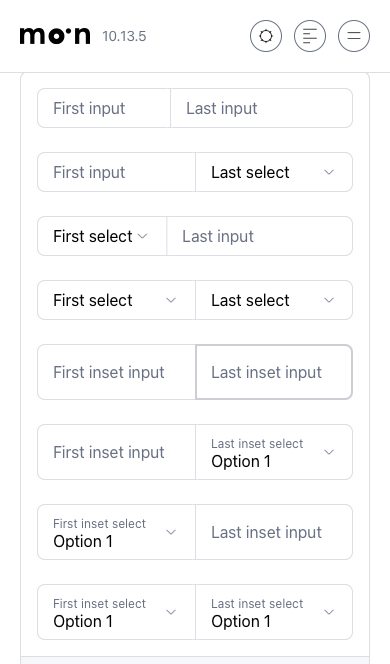 moon 10.13.5
First input Last input
First input Last select
First select Last input
First select Last select
First inset input Last inset input
First inset input Last inset select
Option 1
First inset select Last inset input
Option 1
First inset select Last inset select
Option 1 Option 1